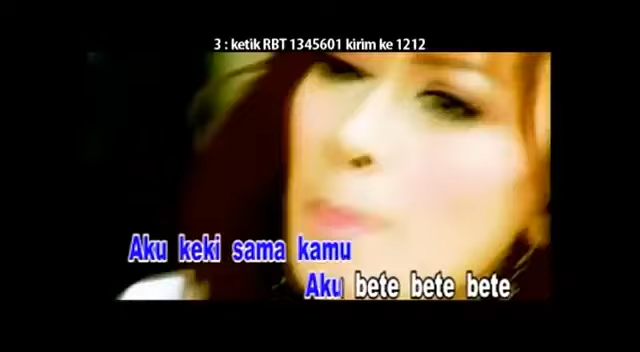 3 : ketik RBT 1345601 kirim ke 1212
Aku keki sama kamu
Aku bete bete bete